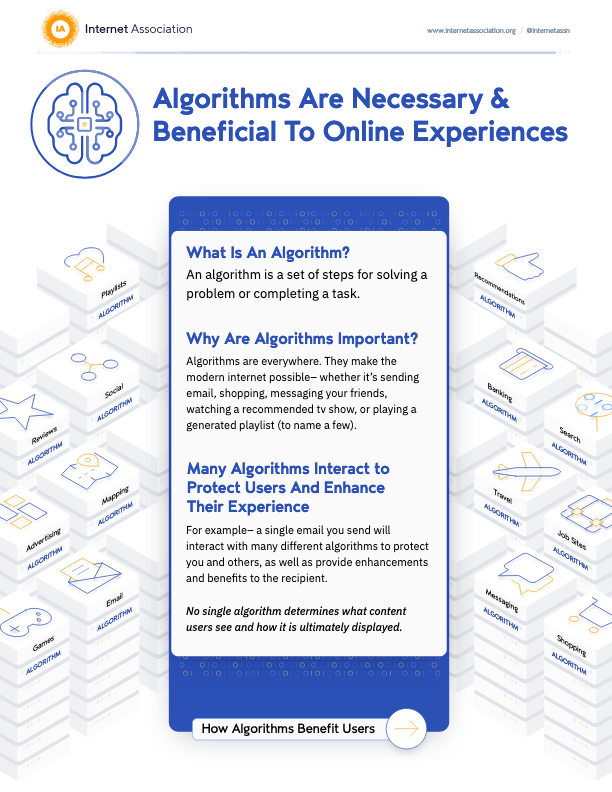 IA
Internet Association
www.internetassociation.org / @internetassn
Algorithms Are Necessary &
Beneficial To Online Experiences
What Is An Algorithm?
An algorithm is a set of steps for solving a
problem or completing a task.
Why Are Algorithms Important?
Algorithms are everywhere. They make the
modern internet possible– whether it's sending
email, shopping, messaging your friends,
watching a recommended tv show, or playing a
generated playlist (to name a few).
Many Algorithms Interact to
Protect Users And Enhance
Their Experience
For example– a single email you send will
interact with many different algorithms to protect
you and others, as well as provide enhancements
and benefits to the recipient.
No single algorithm determines what content
users see and how it is ultimately displayed.
How Algorithms Benefit Users
Playlists
ALGORITHM
Social
ALGORITHM
Reviews
ALGORITHM
Mapping
ALGORITHM
Advertising
ALGORITHM
Email
ALGORITHM
Games
ALGORITHM
Recommendations
ALGORITHM
Banking
ALGORITHM
Search
ALGORITHM
Travel
ALGORITHM
Job Sites
ALGORITHM
Messaging
ALGORITHM
Shopping
ALGORITHM